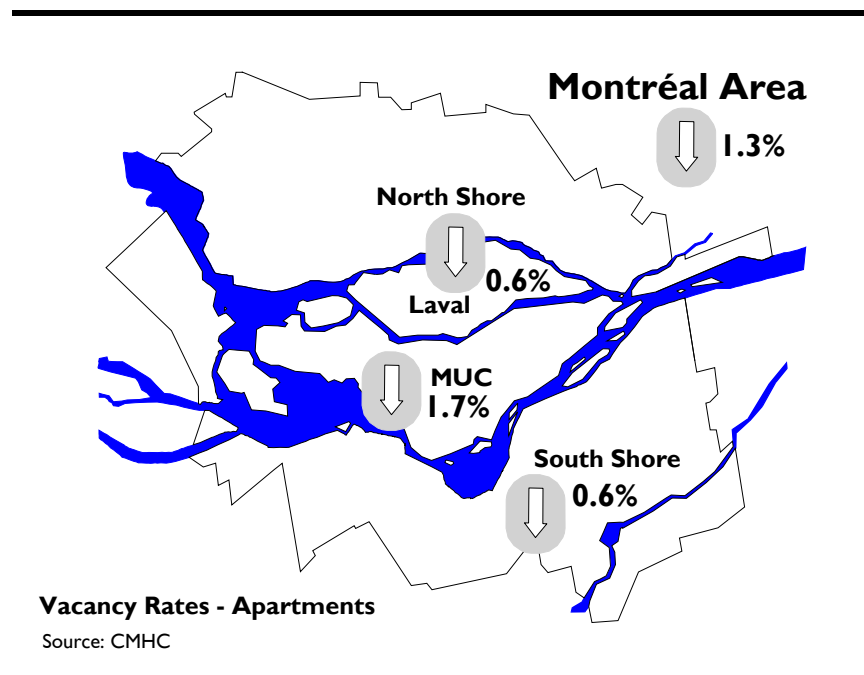 Montréal Area
1.3%
North Shore
0.6%
Laval
MUC
1.7%
South Shore
0.6%
Vacancy Rates - Apartments
Source: CMHC